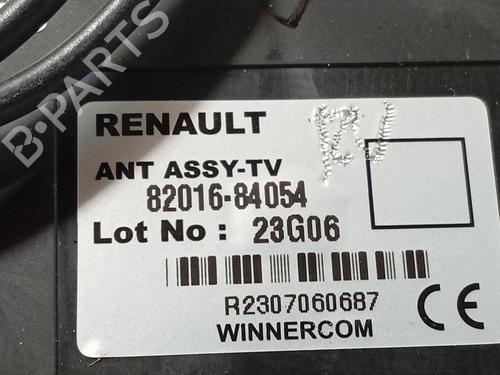 B-PARTS
RENAULT
ANT ASSY-TV
82016-84054
Lot No : 23G06
R2307060687
WINNERCOM
CE